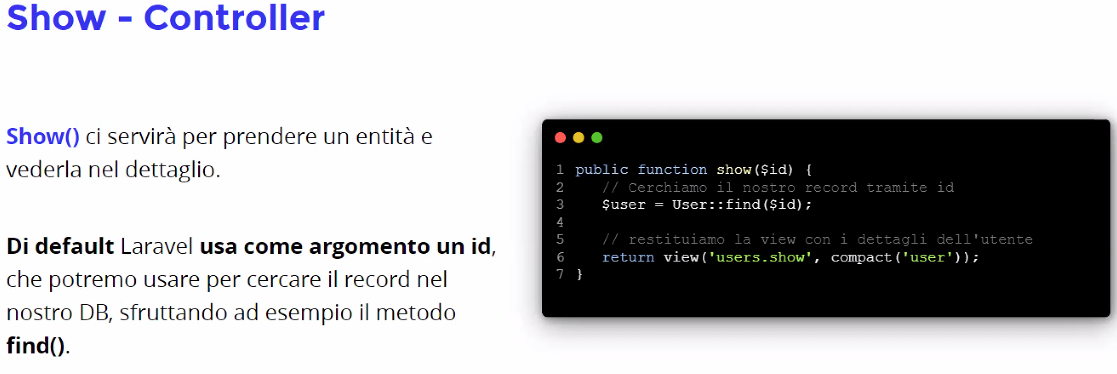 Show - Controller
Show() ci servirà per prendere un entità e
vederla nel dettaglio.
Di default Laravel usa come argomento un id,
che potremo usare per cercare il record nel
nostro DB, sfruttando ad esempio il metodo
find().
1 public function show($id) {
2 // Cerchiamo il nostro record tramite id
3 $user = User::find($id);
4
5 // restituiamo la view con i dettagli dell'utente
6 return view('users.show', compact('user'));
7 }